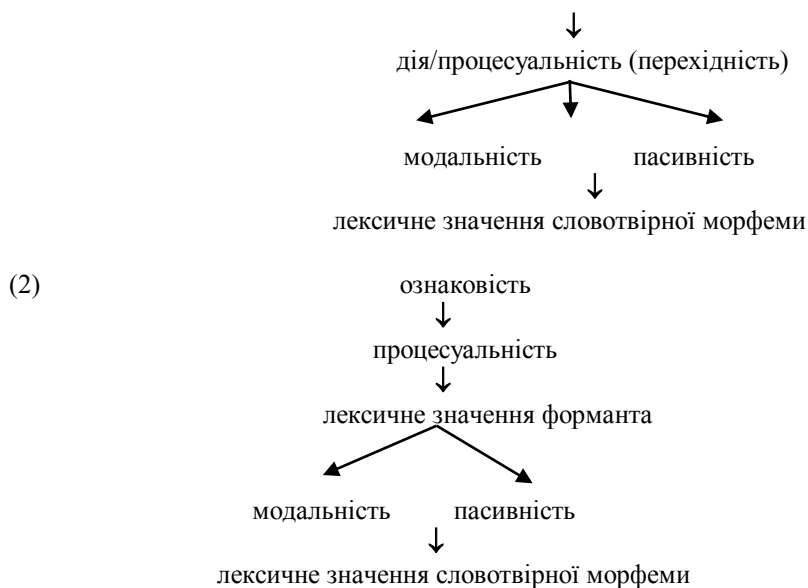 дія/процесуальність (перехідність)
модальність пасивність
лексичне значення словотвірної морфеми
(2) ознаковість
процесуальність
лексичне значення форманта
модальність пасивність
лексичне значення словотвірної морфеми